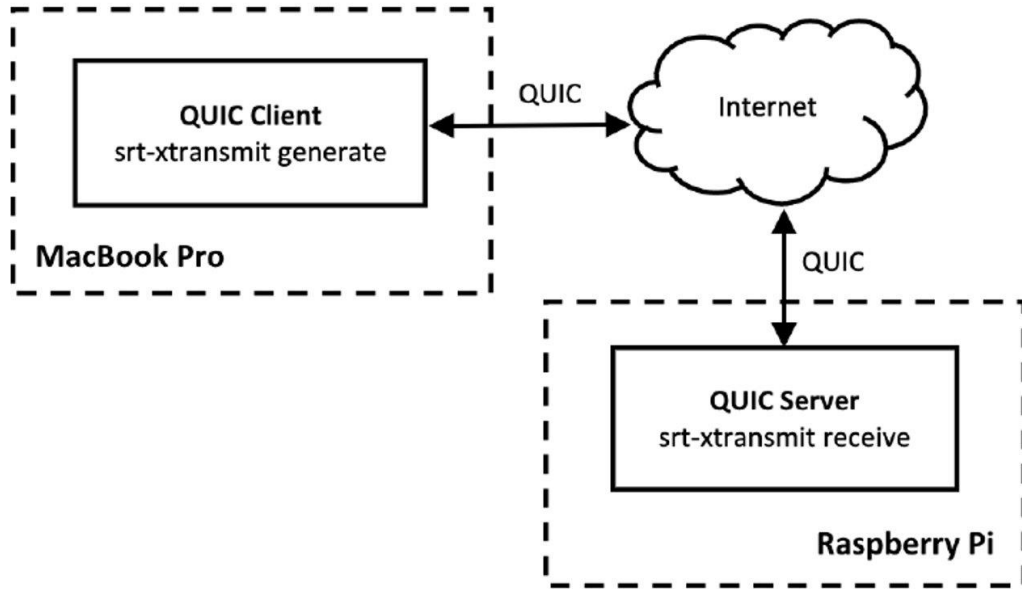 QUIC Client
srt-xtransmit generate
MacBook Pro
QUIC
Internet
QUIC
QUIC Server
srt-xtransmit receive
Raspberry Pi